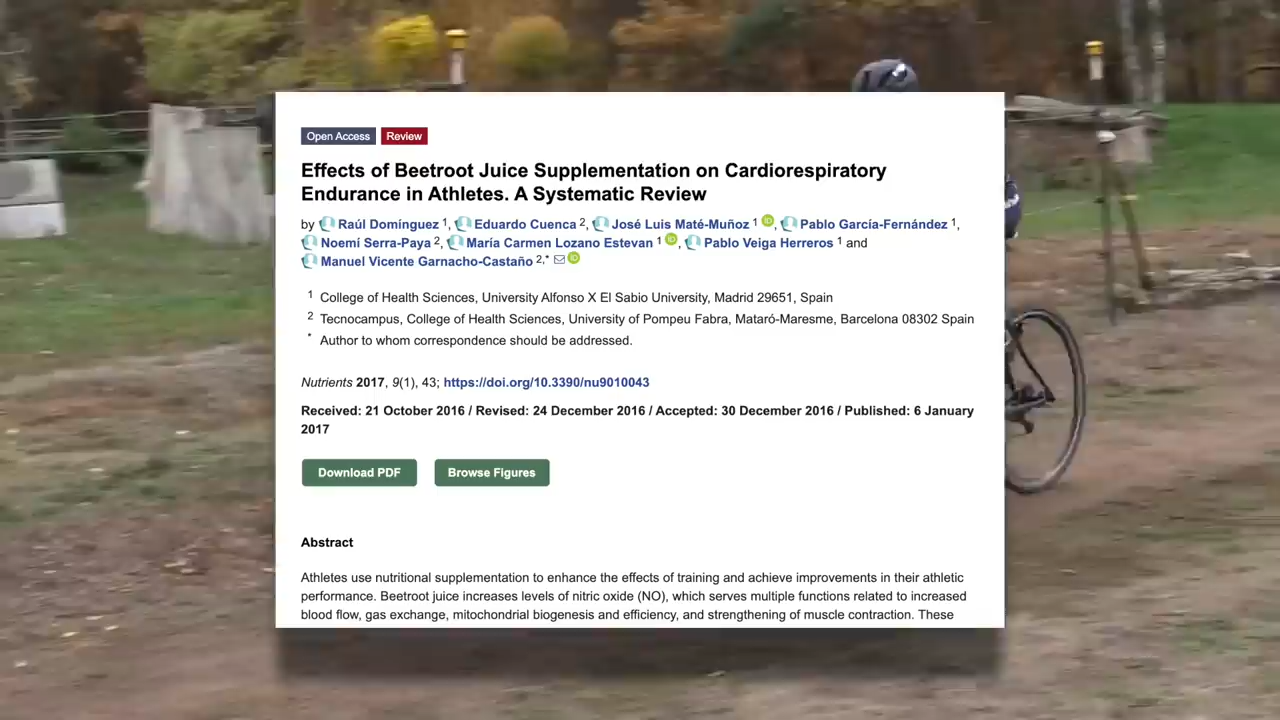 Open Access Review
Effects of Beetroot Juice Supplementation on Cardiorespiratory
Endurance in Athletes. A Systematic Review
by Raúl Domínguez 1, Eduardo Cuenca 2, José Luis Maté-Muñoz 1 iD, Pablo García-Fernández 1,
Noemí Serra-Paya 2, María Carmen Lozano Estevan 1 iD, Pablo Veiga Herreros 1 and
Manuel Vicente Garnacho-Castaño 2,* iD
1 College of Health Sciences, University Alfonso X El Sabio University, Madrid 29651, Spain
2 Tecnocampus, College of Health Sciences, University of Pompeu Fabra, Mataró-Maresme, Barcelona 08302 Spain
* Author to whom correspondence should be addressed.
Nutrients 2017, 9(1), 43; https://doi.org/10.3390/nu9010043
Received: 21 October 2016 / Revised: 24 December 2016 / Accepted: 30 December 2016 / Published: 6 January
2017
Download PDF Browse Figures
Abstract
Athletes use nutritional supplementation to enhance the effects of training and achieve improvements in their athletic
performance. Beetroot juice increases levels of nitric oxide (NO), which serves multiple functions related to increased
blood flow, gas exchange, mitochondrial biogenesis and efficiency, and strengthening of muscle contraction. These